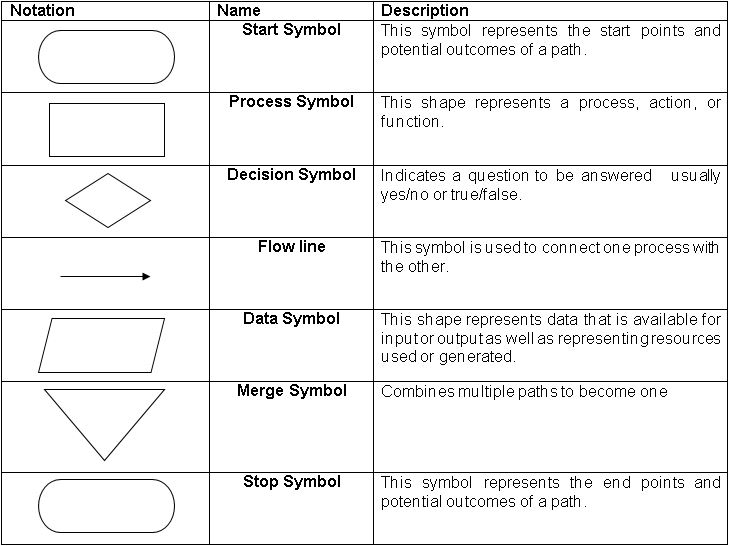 Notation Name Description
Start Symbol
This symbol represents the start points and
potential outcomes of a path.
Process Symbol
This shape represents a process, action, or
function.
Decision Symbol
Indicates a question to be answered usually
yes/no or true/false.
Flow line
This symbol is used to connect one process with
the other.
Data Symbol
This shape represents data that is available for
input or output as well as representing resources
used or generated.
Merge Symbol
Combines multiple paths to become one
Stop Symbol
This symbol represents the end points and
potential outcomes of a path.